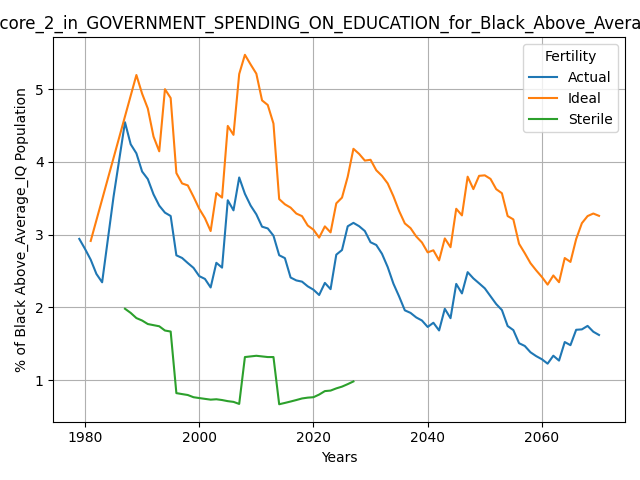 core_2_in_GOVERNMENT_SPENDING_ON_EDUCATION_for_Black_Above_Avera
Fertility
Actual
Ideal
Sterile
% of Black Above_Average_IQ Population
5
4
3
2
1
1980
2000
2020
2040
2060
Years